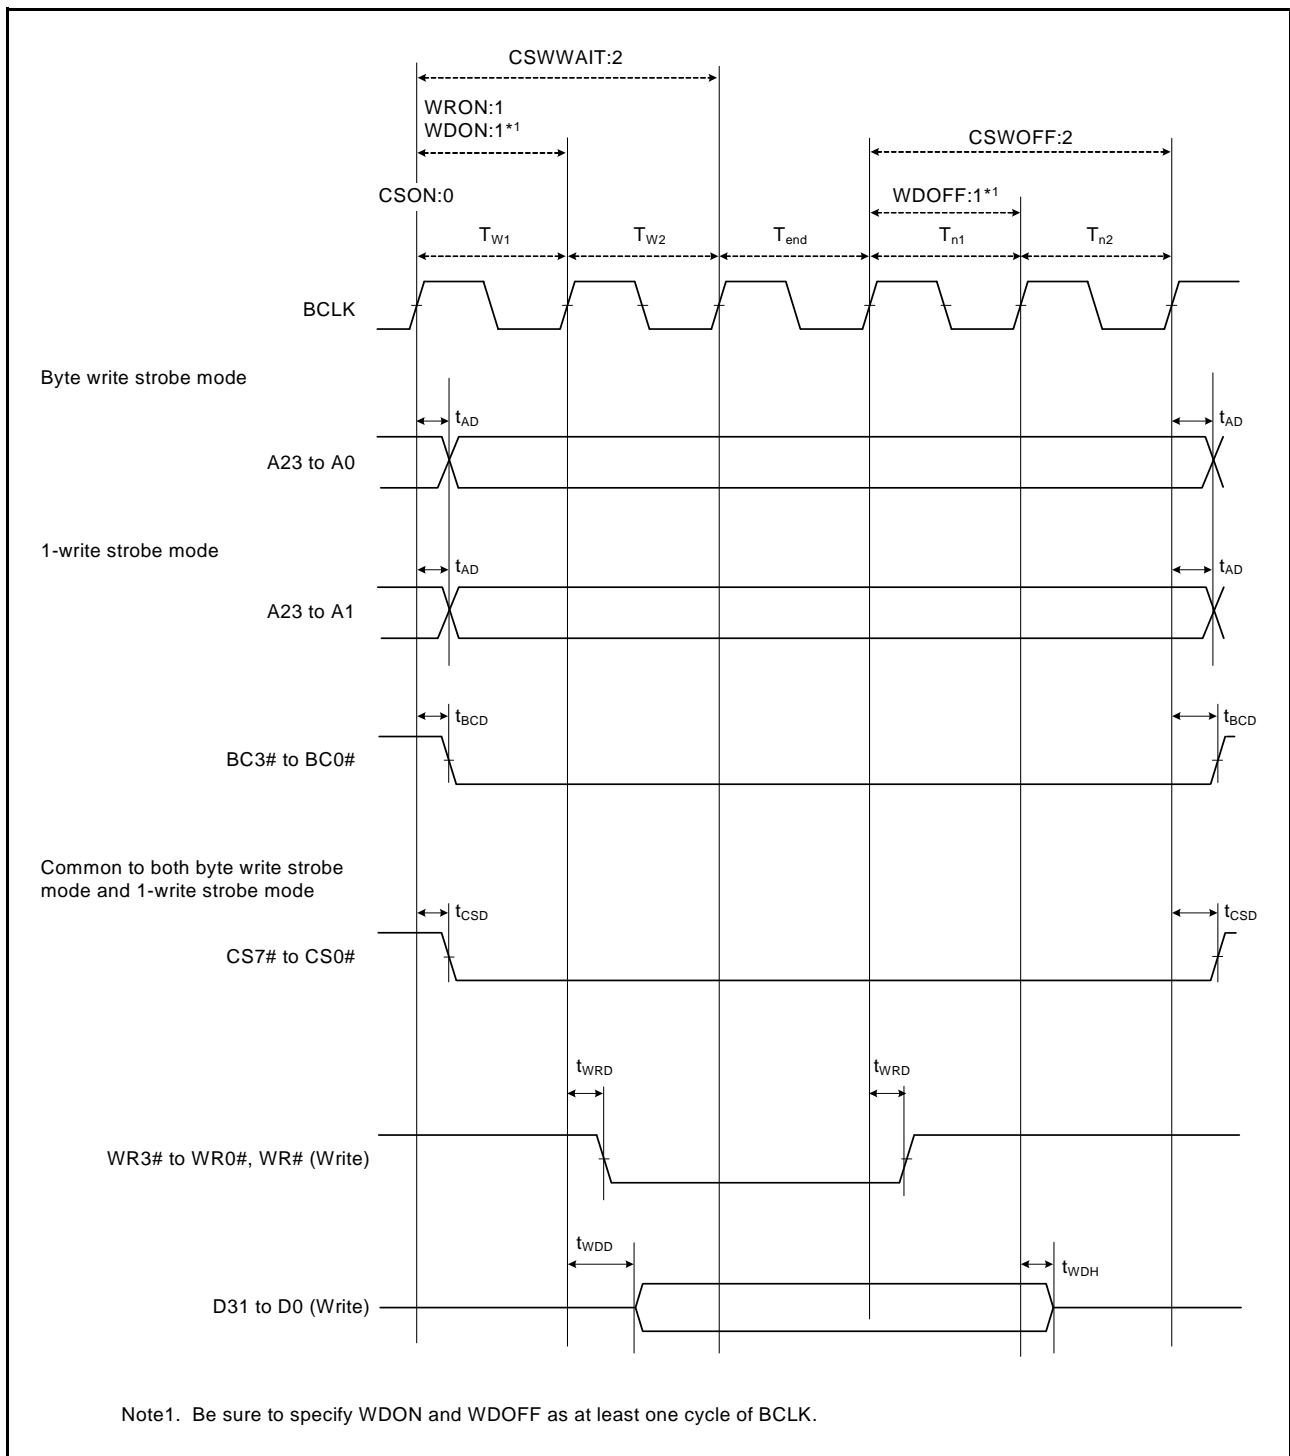 CSWWAIT:2
WRON:1
WDON:1*1
CSWOFF:2
CSON:0
WDOFF:1*1
TW1
TW2
Tend
Tn1
Tn2
BCLK
Byte write strobe mode
tAD
tAD
A23 to A0
1-write strobe mode
tAD
tAD
A23 to A1
tBCD
tBCD
BC3# to BC0#
Common to both byte write strobe
mode and 1-write strobe mode
tCSD
tCSD
CS7# to CS0#
tWRD
tWRD
WR3# to WR0#, WR# (Write)
tWDD
tWDH
D31 to D0 (Write)
Note1. Be sure to specify WDON and WDOFF as at least one cycle of BCLK.